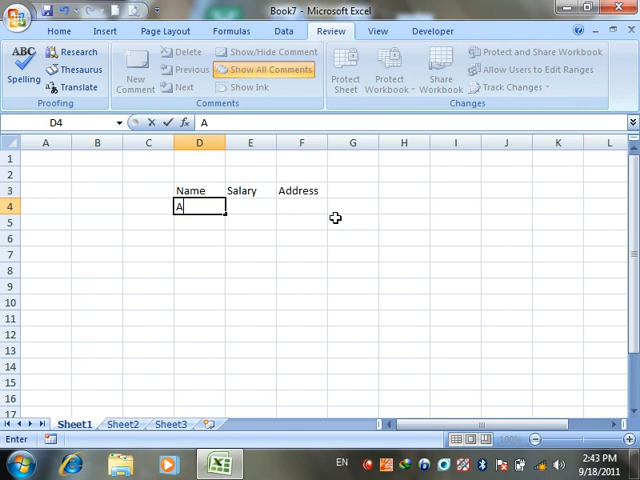 Book7 - Microsoft Excel
Home Insert Page Layout Formulas Data Review View Developer
ABC Spelling Research Thesaurus Translate
Proofing
New Comment Delete Previous Next Show/Hide Comment Show All Comments Show Ink
Comments
Protect Sheet Protect Workbook Share Workbook Protect and Share Workbook Allow Users to Edit Ranges Track Changes
Changes
D4 fx A
A B C D E F G H I J K L
1
2
3 Name Salary Address
4 A
5
6
7
8
9
10
11
12
13
14
15
16
17
Sheet1 Sheet2 Sheet3
Enter 100%
EN 2:43 PM
9/18/2011